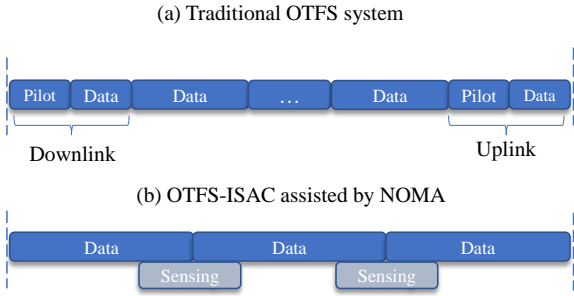 (a) Traditional OTFS system
Pilot Data Data … Data Pilot Data
Downlink Uplink
(b) OTFS-ISAC assisted by NOMA
Data Data Data
Sensing Sensing